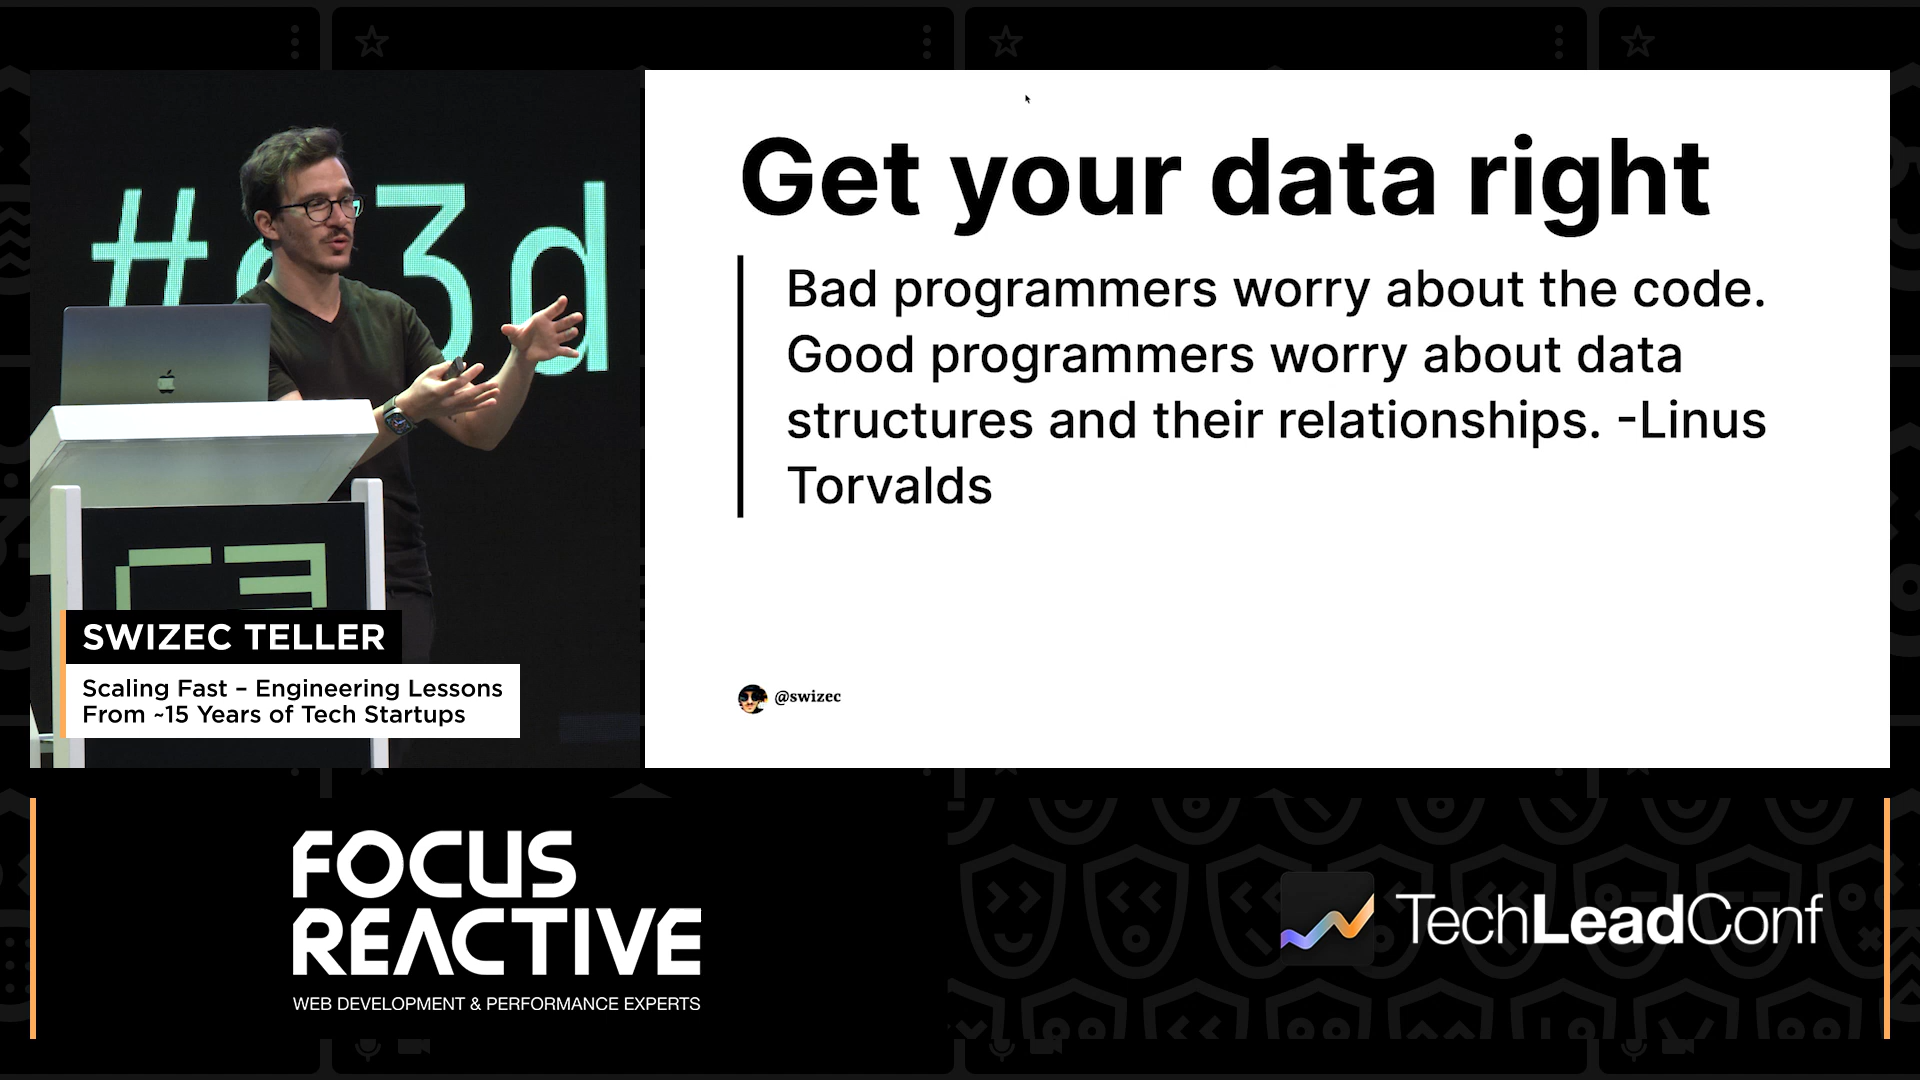 Get your data right
Bad programmers worry about the code.
Good programmers worry about data
structures and their relationships. -Linus
Torvalds
@swizec
SWIZEC TELLER
Scaling Fast – Engineering Lessons
From ~15 Years of Tech Startups
FOCUS
REACTIVE
WEB DEVELOPMENT & PERFORMANCE EXPERTS
TechLeadConf